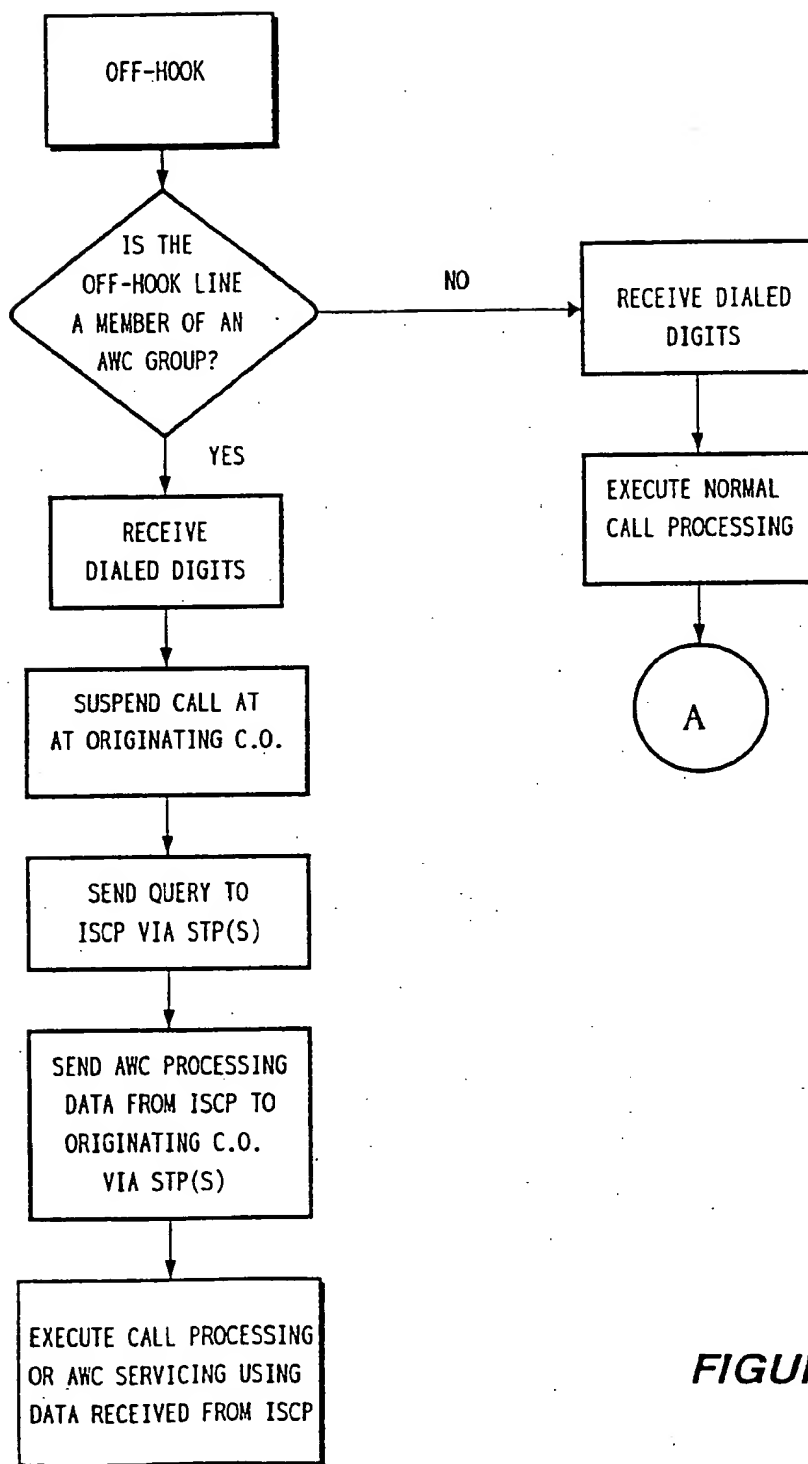 OFF-HOOK
IS THE
OFF-HOOK LINE
A MEMBER OF AN
AWC GROUP?
NO
RECEIVE DIALED
DIGITS
YES
EXECUTE NORMAL
CALL PROCESSING
RECEIVE
DIALED DIGITS
A
SUSPEND CALL AT
AT ORIGINATING C.O.
SEND QUERY TO
ISCP VIA STP(S)
SEND AWC PROCESSING
DATA FROM ISCP TO
ORIGINATING C.O.
VIA STP(S)
EXECUTE CALL PROCESSING
OR AWC SERVICING USING
DATA RECEIVED FROM ISCP